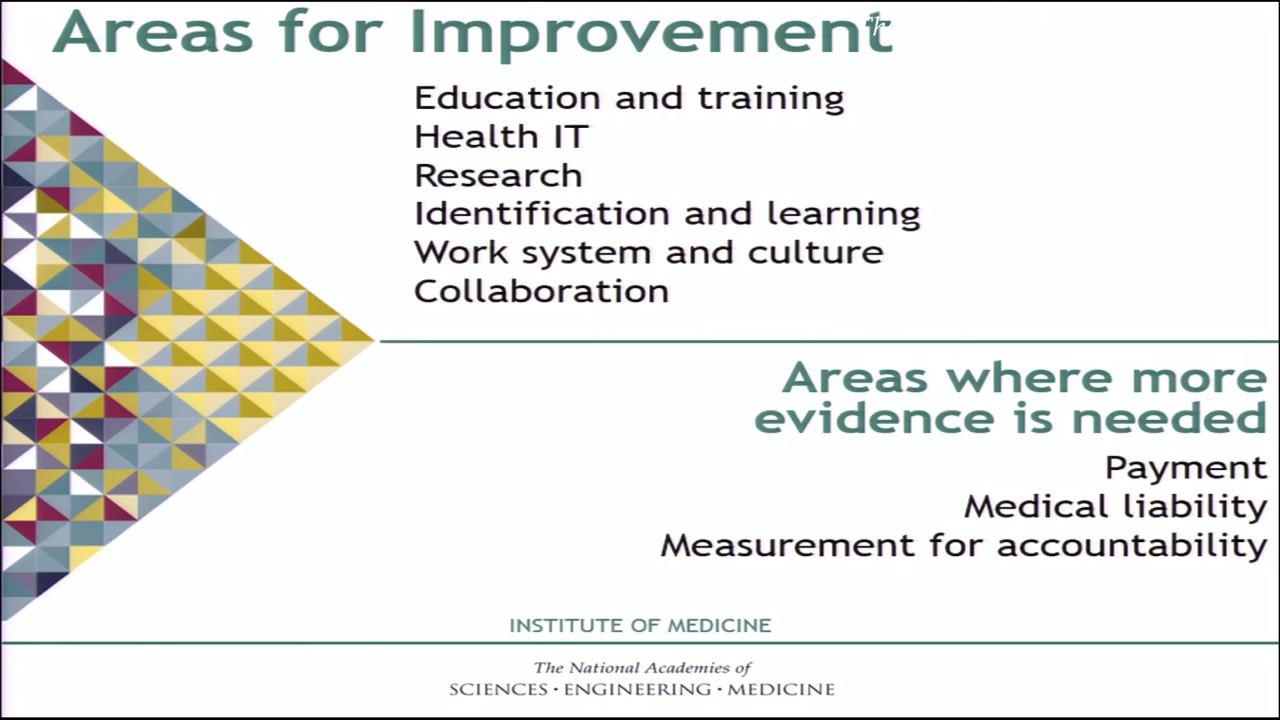 Areas for Improvement
Th
Education and training
Health IT
Research
Identification and learning
Work system and culture
Collaboration
Areas where more
evidence is needed
Payment
Medical liability
Measurement for accountability
INSTITUTE OF MEDICINE
The National Academies of
SCIENCES · ENGINEERING · MEDICINE